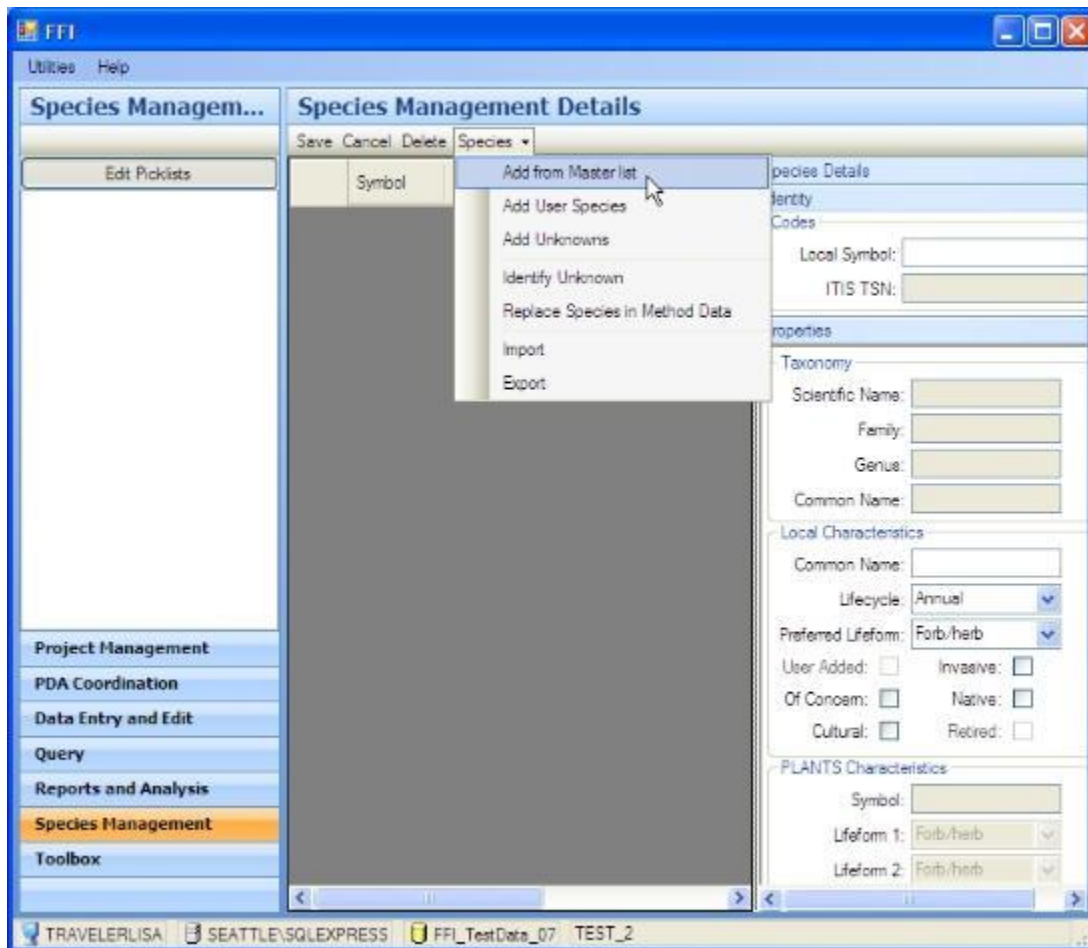 FFI
Utilities Help
Species Managem...
Species Management Details
Save Cancel Delete Species
Edit Picklists
Symbol
Add from Master list
Add User Species
Add Unknowns
Identify Unknown
Replace Species in Method Data
Import
Export
pecies Details
dentity
Codes
Local Symbol:
ITIS TSN:
roperties
Taxonomy
Scientific Name:
Family:
Genus:
Common Name:
Local Characteristics
Common Name:
Lifecycle: Annual
Preferred Lifeform: Forb/herb
User Added: Invasive:
Of Concern: Native:
Cultural: Retired:
PLANTS Characteristics
Symbol:
Lifeform 1: Forb/herb
Lifeform 2: Forb/herb
Project Management
PDA Coordination
Data Entry and Edit
Query
Reports and Analysis
Species Management
Toolbox
TRAVELERLISA SEATTLE\SQLEXPRESS FFI_TestData_07 TEST_2